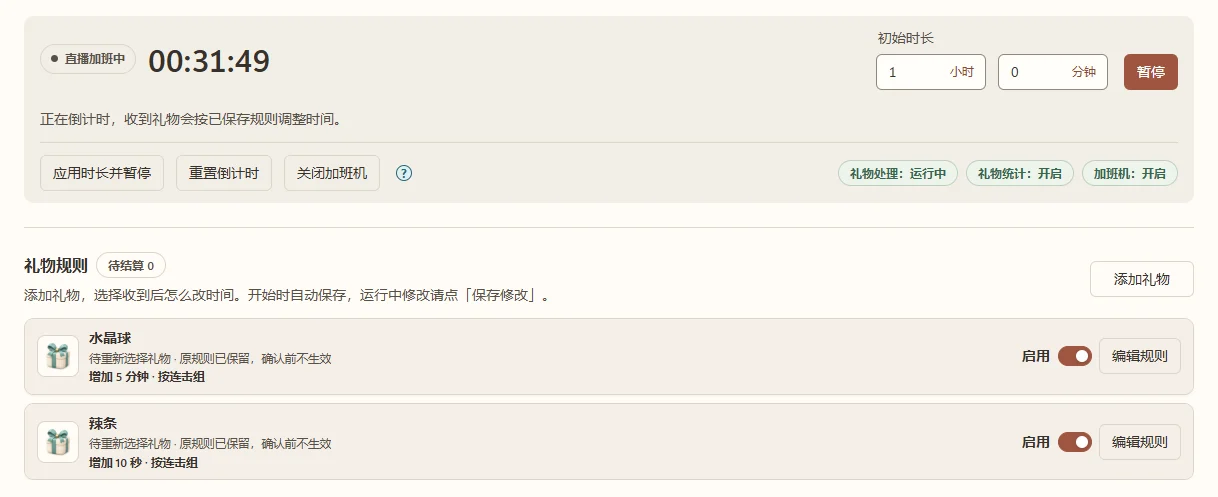 直播加班中 00:31:49
初始时长
1 小时 0 分钟 暂停
正在倒计时，收到礼物会按已保存规则调整时间。
应用时长并暂停 重置倒计时 关闭加班机 ? 礼物处理：运行中 礼物统计：开启 加班机：开启
礼物规则 待结算 0
添加礼物
添加礼物，选择收到后怎么改时间。开始时自动保存，运行中修改请点「保存修改」。
水晶球
待重新选择礼物 · 原规则已保留，确认前不生效
增加 5 分钟 · 按连击组
启用 编辑规则
辣条
待重新选择礼物 · 原规则已保留，确认前不生效
增加 10 秒 · 按连击组
启用 编辑规则